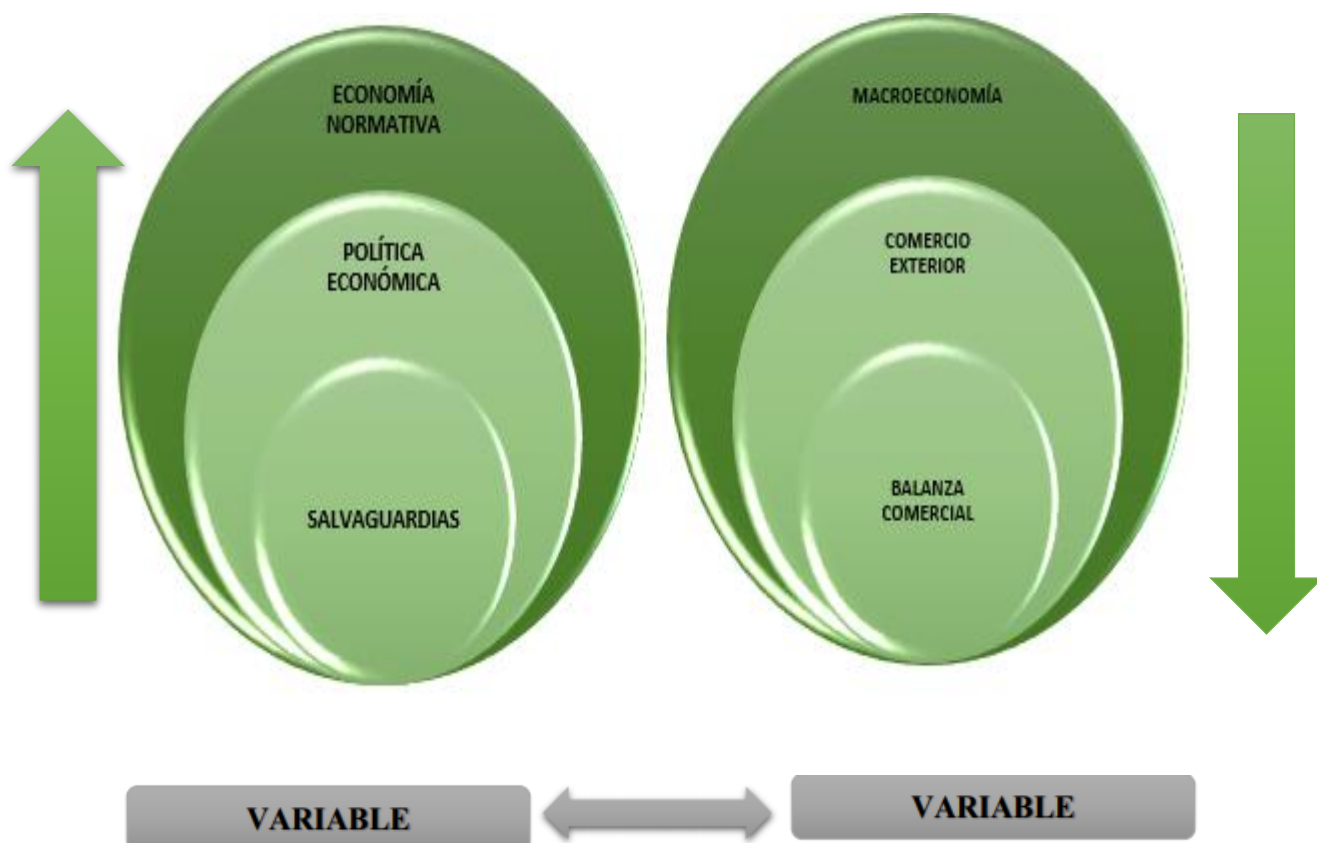 ECONOMÍA
NORMATIVA
POLÍTICA
ECONÓMICA
SALVAGUARDIAS
MACROECONOMÍA
COMERCIO
EXTERIOR
BALANZA
COMERCIAL
VARIABLE
VARIABLE